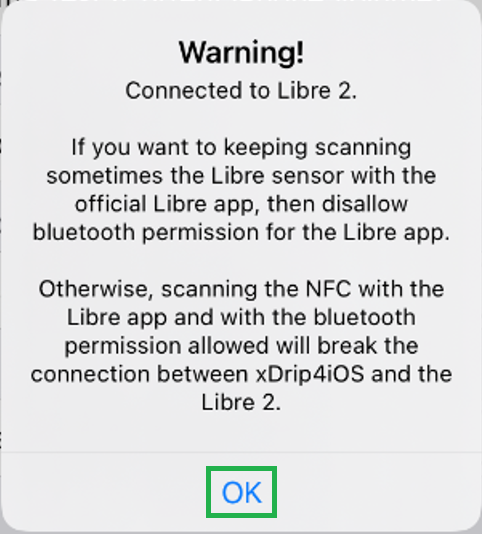 Warning!
Connected to Libre 2.
If you want to keeping scanning
sometimes the Libre sensor with the
official Libre app, then disallow
bluetooth permission for the Libre app.
Otherwise, scanning the NFC with the
Libre app and with the bluetooth
permission allowed will break the
connection between xDrip4iOS and the
Libre 2.
OK